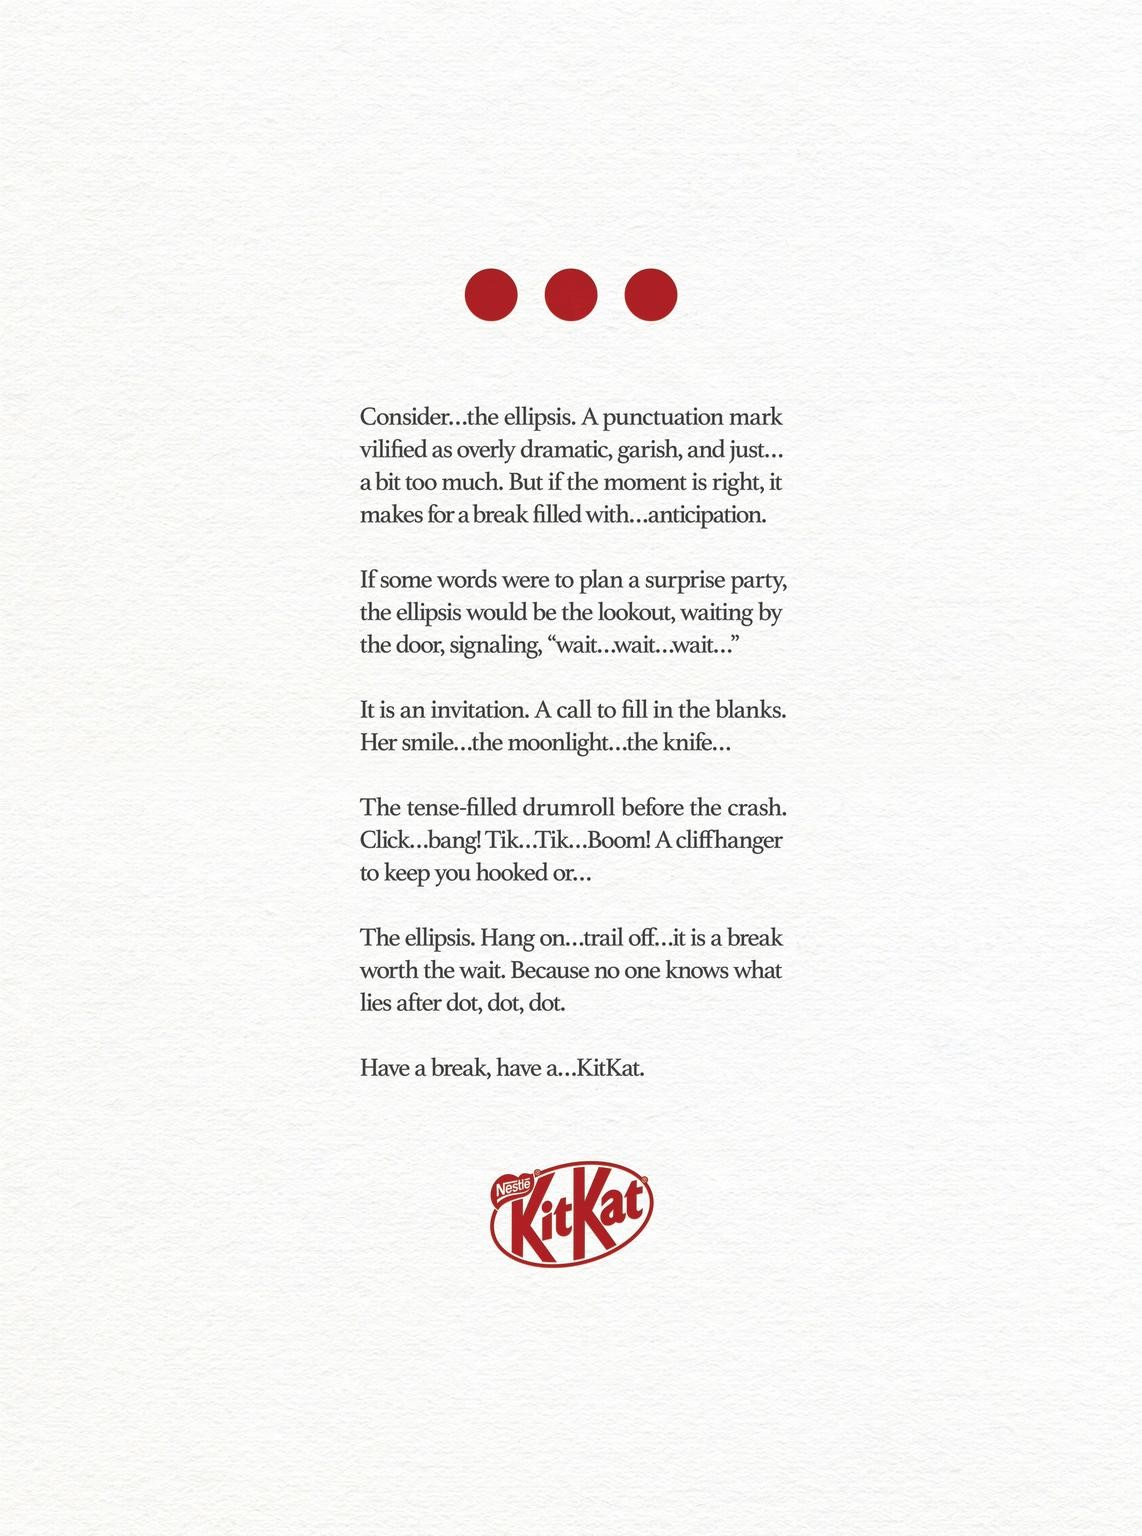 Consider…the ellipsis. A punctuation mark
vilified as overly dramatic, garish, and just…
a bit too much. But if the moment is right, it
makes for a break filled with…anticipation.
If some words were to plan a surprise party,
the ellipsis would be the lookout, waiting by
the door, signaling, “wait…wait…wait…”
It is an invitation. A call to fill in the blanks.
Her smile…the moonlight…the knife…
The tense-filled drumroll before the crash.
Click…bang! Tik…Tik…Boom! A cliffhanger
to keep you hooked or…
The ellipsis. Hang on…trail off…it is a break
worth the wait. Because no one knows what
lies after dot, dot, dot.
Have a break, have a…KitKat.
Nestlé®
KitKat®